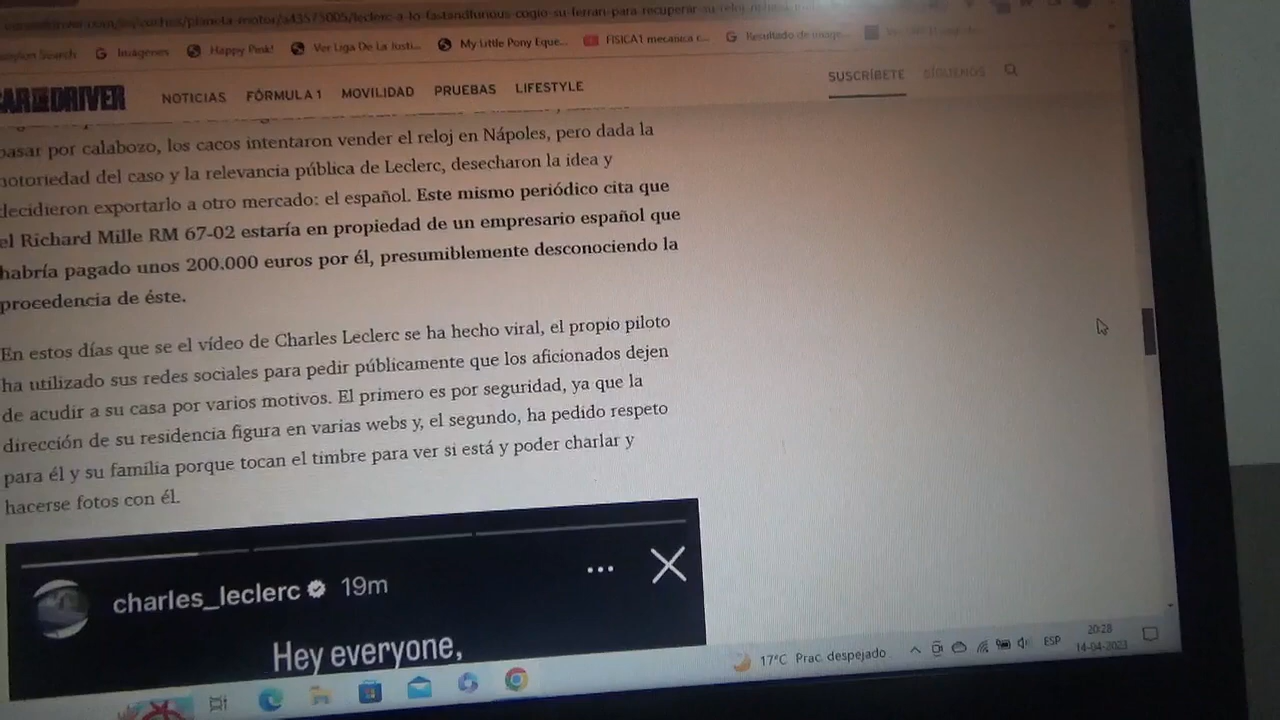 Imágenes Happy Pink! Ver Liga De La Justi... My Little Pony Eque... FISICA1 mecanica c... Resultado de image...
CAR AND DRIVER NOTICIAS FÓRMULA 1 MOVILIDAD PRUEBAS LIFESTYLE SUSCRÍBETE SÍGUENOS
pasar por calabozo, los cacos intentaron vender el reloj en Nápoles, pero dada la
notoriedad del caso y la relevancia pública de Leclerc, desecharon la idea y
decidieron exportarlo a otro mercado: el español. Este mismo periódico cita que
el Richard Mille RM 67-02 estaría en propiedad de un empresario español que
habría pagado unos 200.000 euros por él, presumiblemente desconociendo la
procedencia de éste.
En estos días que se el vídeo de Charles Leclerc se ha hecho viral, el propio piloto
ha utilizado sus redes sociales para pedir públicamente que los aficionados dejen
de acudir a su casa por varios motivos. El primero es por seguridad, ya que la
dirección de su residencia figura en varias webs y, el segundo, ha pedido respeto
para él y su familia porque tocan el timbre para ver si está y poder charlar y
hacerse fotos con él.
charles_leclerc 19m
Hey everyone,
17°C Prac. despejado ESP 20:28
14-04-2023